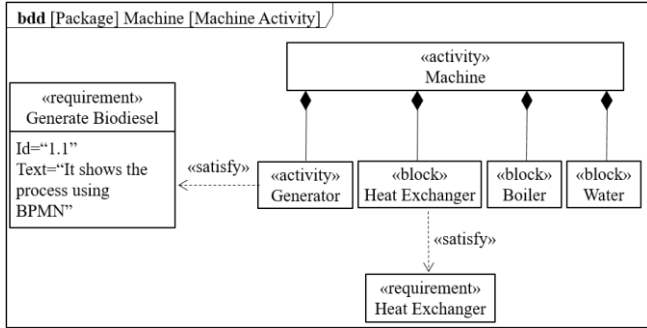 bdd [Package] Machine [Machine Activity]
«activity»
Machine
«requirement»
Generate Biodiesel
Id=“1.1”
Text=“It shows the
process using
BPMN”
«satisfy»
«activity»
Generator
«block»
Heat Exchanger
«block»
Boiler
«block»
Water
«satisfy»
«requirement»
Heat Exchanger